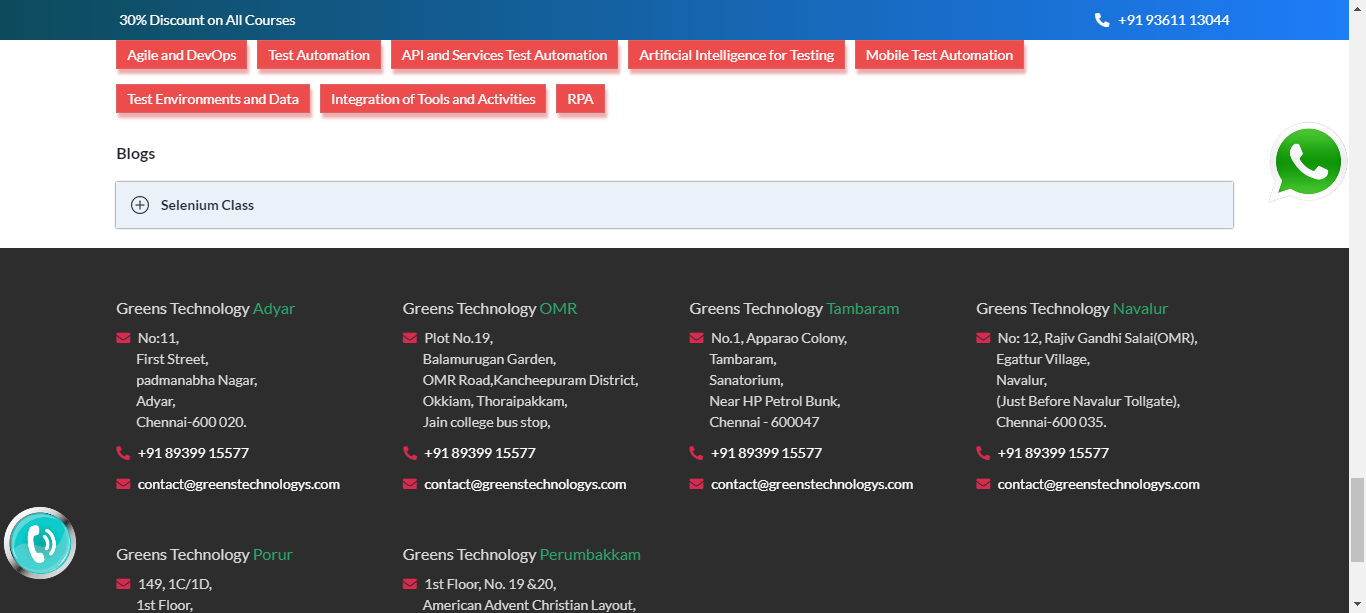 30% Discount on All Courses
+91 93611 13044
Agile and DevOps
Test Automation
API and Services Test Automation
Artificial Intelligence for Testing
Mobile Test Automation
Test Environments and Data
Integration of Tools and Activities
RPA
Blogs
Selenium Class
Greens Technology Adyar
No:11,
First Street,
padmanabha Nagar,
Adyar,
Chennai-600 020.
+91 89399 15577
contact@greenstechnologys.com
Greens Technology OMR
Plot No.19,
Balamurugan Garden,
OMR Road,Kancheepuram District,
Okkiam, Thoraipakkam,
Jain college bus stop,
+91 89399 15577
contact@greenstechnologys.com
Greens Technology Tambaram
No.1, Apparao Colony,
Tambaram,
Sanatorium,
Near HP Petrol Bunk,
Chennai - 600047
+91 89399 15577
contact@greenstechnologys.com
Greens Technology Navalur
No: 12, Rajiv Gandhi Salai(OMR),
Egattur Village,
Navalur,
(Just Before Navalur Tollgate),
Chennai-600 035.
+91 89399 15577
contact@greenstechnologys.com
Greens Technology Porur
149, 1C/1D,
1st Floor,
Greens Technology Perumbakkam
1st Floor, No. 19 &20,
American Advent Christian Layout,